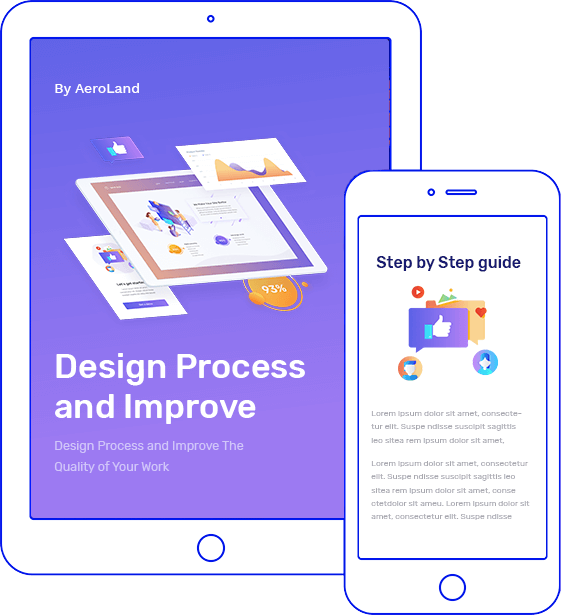 By AeroLand
93%
Design Process
and Improve
Design Process and Improve The
Quality of Your Work
Step by Step guide
Lorem ipsum dolor sit amet, consecte-
tur elit. Suspe ndisse suscipit sagittis
leo sitea rem ipsum dolor sit amet,
Lorem ipsum dolor sit amet, consectetur
elit. Suspe ndisse suscipit sagittis leo
sitea rem ipsum dolor sit amet, conse
ctetdolor sit ameu. Lorem ipsum dolor sit
amet, consectetur elit. Suspe ndisse